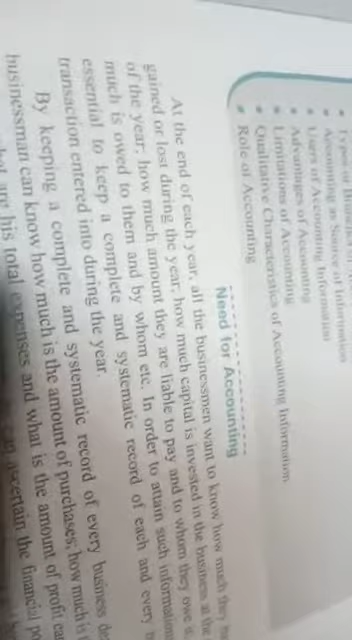 Types of
Accounting as Source of Information
Users of Accounting Information
Advantages of Accounting
Limitations of Accounting
Qualitative Characteristics of Accounting Information
Role of Accounting
Need for Accounting
At the end of each year, all the businessmen want to know how much they
gained or lost during the year, how much capital is invested in the business at the
of the year, how much amount they are liable to pay and to whom they owe
much is owed to them and by whom etc. In order to attain such information
essential to keep a complete and systematic record of each and every
transaction entered into during the year.
By keeping a complete and systematic record of every business
businessman can know how much is the amount of purchases; how much is
are his total expenses and what is the amount of profit
ascertain the financial